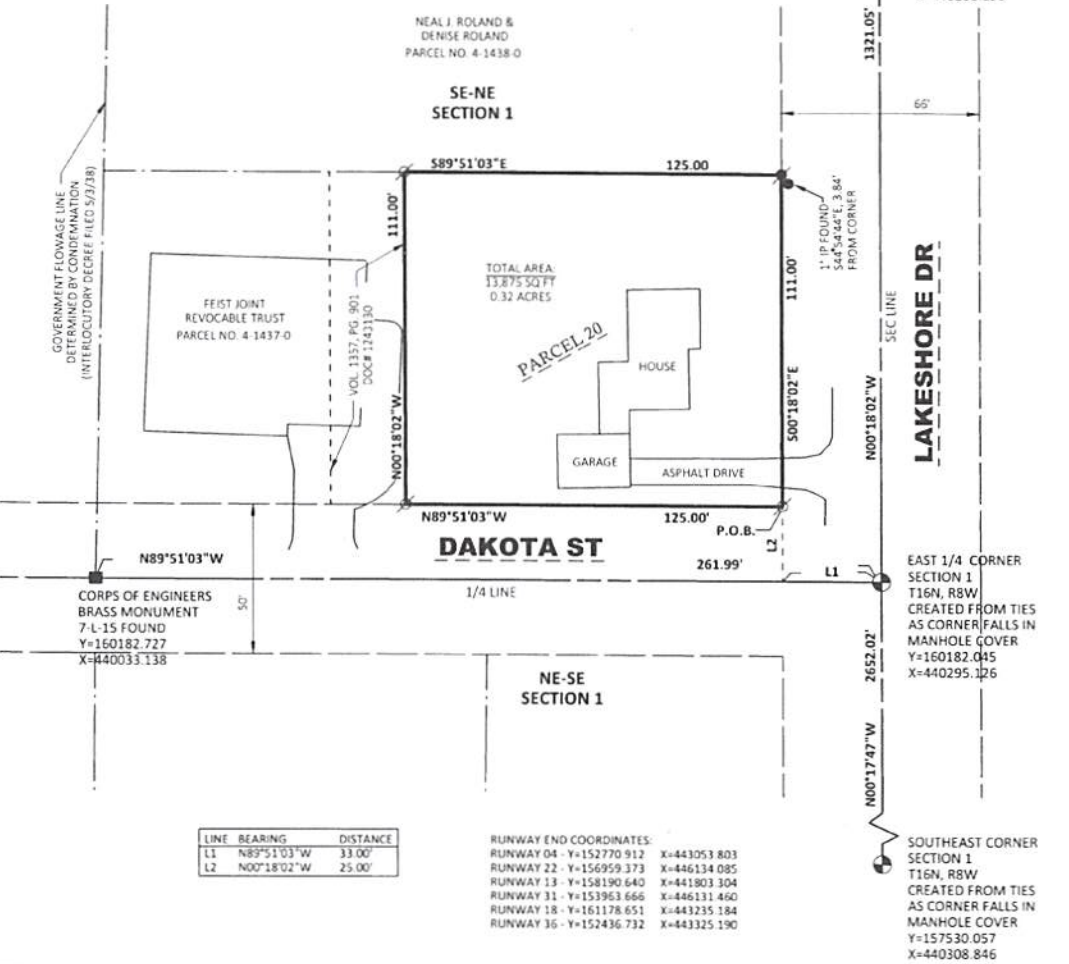 1321.05'
NEAL J. ROLAND &
DENISE ROLAND
PARCEL NO. 4-1438-0
SE-NE
SECTION 1
66'
S89°51'03"E
125.00
GOVERNMENT FLOWAGE LINE
DETERMINED BY CONDEMNATION
(INTERLOCUTORY DECREE FILED 5/3/38)
111.00'
1" IP FOUND
S44°54'44"E, 3.84'
FROM CORNER
TOTAL AREA:
13,875 SQ FT
0.32 ACRES
111.00'
FEIST JOINT
REVOCABLE TRUST
PARCEL NO. 4-1437-0
VOL. 1357, PG. 901
DOC# 1243130
PARCEL 20
HOUSE
SEC LINE
LAKESHORE DR
N00°18'02"W
S00°18'02"E
N00°18'02"W
GARAGE
ASPHALT DRIVE
N89°51'03"W
125.00'
P.O.B.
L2
DAKOTA ST
N89°51'03"W
261.99'
L1
1/4 LINE
50'
CORPS OF ENGINEERS
BRASS MONUMENT
7-L-15 FOUND
Y=160182.727
X=440033.138
EAST 1/4 CORNER
SECTION 1
T16N, R8W
CREATED FROM TIES
AS CORNER FALLS IN
MANHOLE COVER
Y=160182.045
X=440295.126
2652.02'
NE-SE
SECTION 1
N00°17'47"W
LINE BEARING DISTANCE
L1 N89°51'03"W 33.00'
L2 N00°18'02"W 25.00'
RUNWAY END COORDINATES:
RUNWAY 04 - Y=152770.912 X=443053.803
RUNWAY 22 - Y=156959.373 X=446134.085
RUNWAY 13 - Y=158190.640 X=441803.304
RUNWAY 31 - Y=153963.666 X=446131.460
RUNWAY 18 - Y=161178.651 X=443235.184
RUNWAY 36 - Y=152436.732 X=443325.190
SOUTHEAST CORNER
SECTION 1
T16N, R8W
CREATED FROM TIES
AS CORNER FALLS IN
MANHOLE COVER
Y=157530.057
X=440308.846